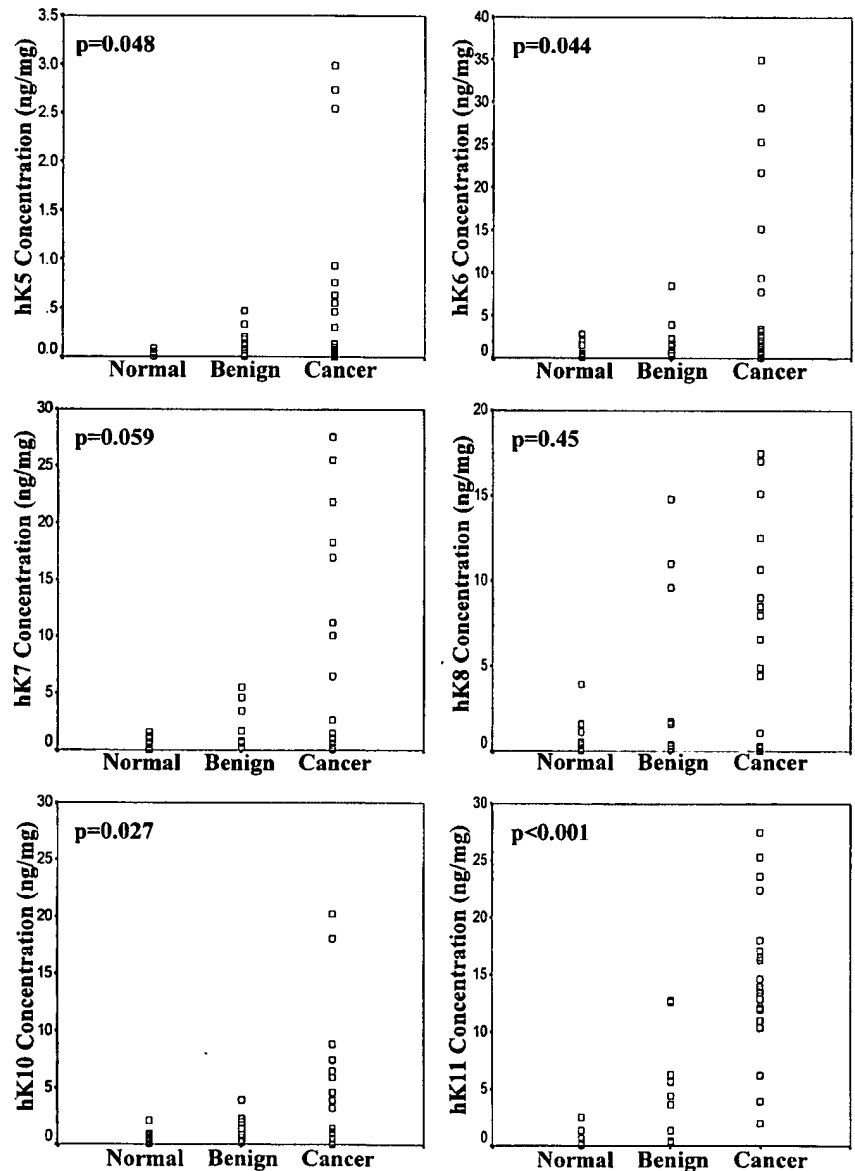 p=0.048
hK5 Concentration (ng/mg)
3.5
3.0
2.5
2.0
1.5
1.0
.5
0.0
Normal Benign Cancer
p=0.044
hK6 Concentration (ng/mg)
40
35
30
25
20
15
10
5
0
Normal Benign Cancer
p=0.059
hK7 Concentration (ng/mg)
30
25
20
15
10
5
0
Normal Benign Cancer
p=0.45
hK8 Concentration (ng/mg)
20
15
10
5
0
Normal Benign Cancer
p=0.027
hK10 Concentration (ng/mg)
30
25
20
15
10
5
0
Normal Benign Cancer
p<0.001
hK11 Concentration (ng/mg)
30
25
20
15
10
5
0
Normal Benign Cancer